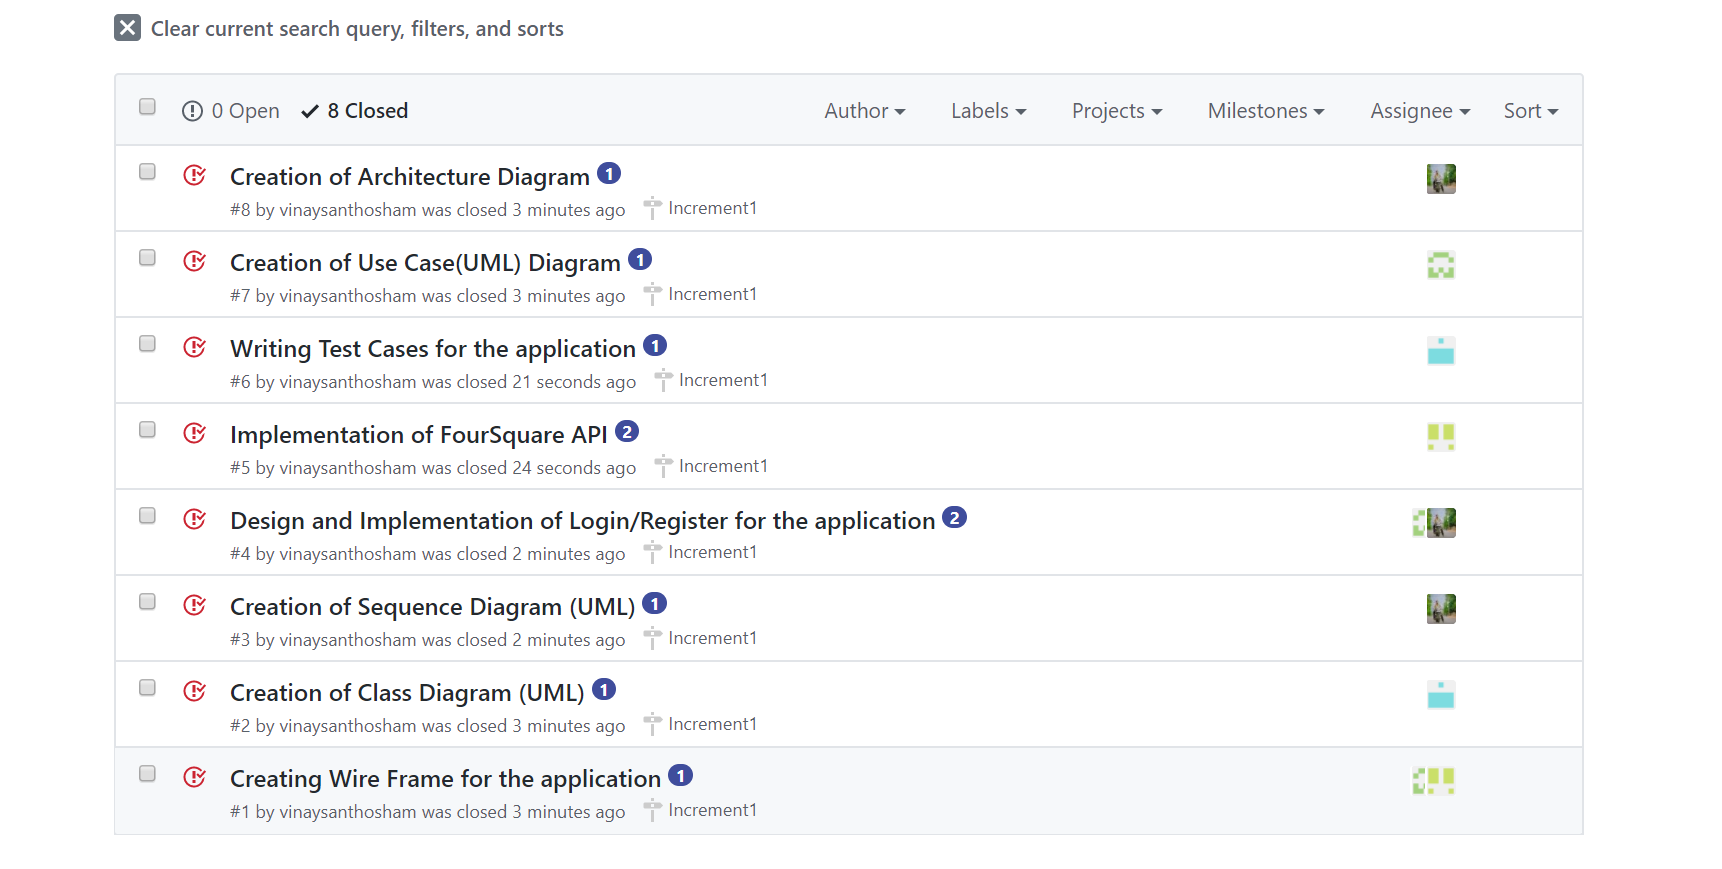 Clear current search query, filters, and sorts
0 Open 8 Closed Author Labels Projects Milestones Assignee Sort
Creation of Architecture Diagram 1
#8 by vinaysanthosham was closed 3 minutes ago Increment1
Creation of Use Case(UML) Diagram 1
#7 by vinaysanthosham was closed 3 minutes ago Increment1
Writing Test Cases for the application 1
#6 by vinaysanthosham was closed 21 seconds ago Increment1
Implementation of FourSquare API 2
#5 by vinaysanthosham was closed 24 seconds ago Increment1
Design and Implementation of Login/Register for the application 2
#4 by vinaysanthosham was closed 2 minutes ago Increment1
Creation of Sequence Diagram (UML) 1
#3 by vinaysanthosham was closed 2 minutes ago Increment1
Creation of Class Diagram (UML) 1
#2 by vinaysanthosham was closed 3 minutes ago Increment1
Creating Wire Frame for the application 1
#1 by vinaysanthosham was closed 3 minutes ago Increment1